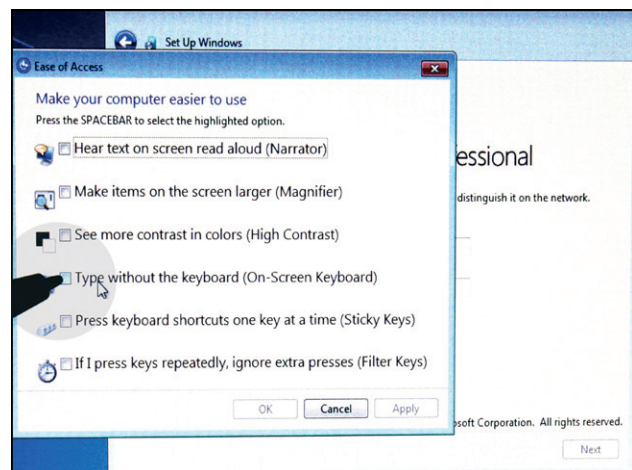 Set Up Windows
Ease of Access
Make your computer easier to use
Press the SPACEBAR to select the highlighted option.
Hear text on screen read aloud (Narrator)
Make items on the screen larger (Magnifier)
See more contrast in colors (High Contrast)
Type without the keyboard (On-Screen Keyboard)
Press keyboard shortcuts one key at a time (Sticky Keys)
If I press keys repeatedly, ignore extra presses (Filter Keys)
OK Cancel Apply
essional
distinguish it on the network.
osoft Corporation. All rights reserved.
Next